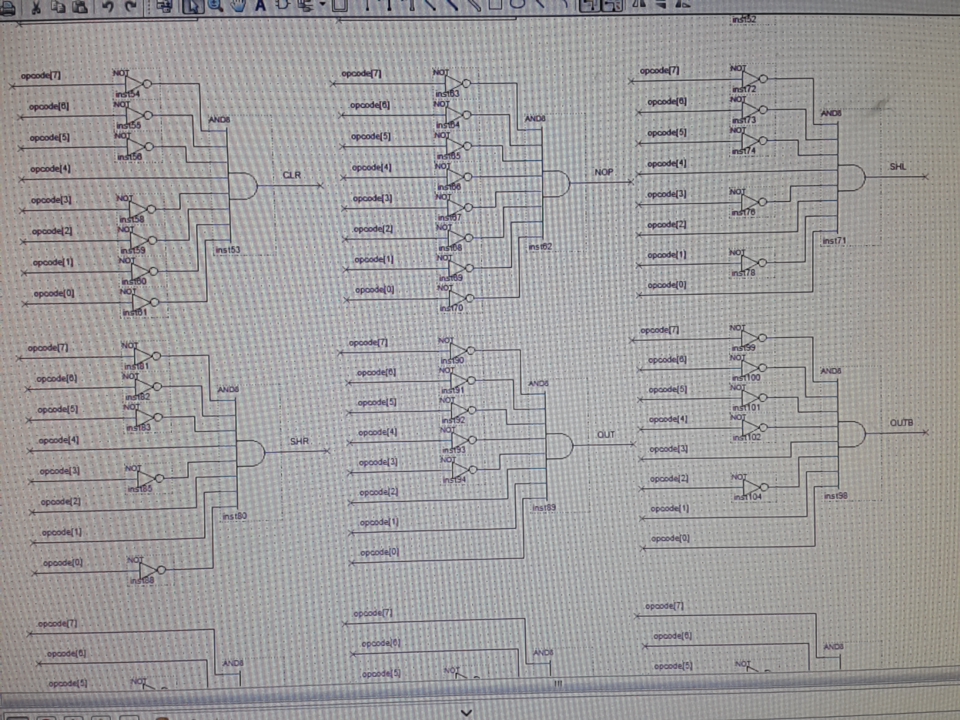 inst52
opcode[7] NOT inst54
opcode[6] NOT inst55
opcode[5] NOT inst56
opcode[4]
opcode[3] NOT inst58
opcode[2] NOT inst59
opcode[1] NOT inst60
opcode[0] NOT inst61
AND8 CLR inst53
opcode[7] NOT inst63
opcode[6] NOT inst64
opcode[5] NOT inst65
opcode[4] NOT inst66
opcode[3] NOT inst67
opcode[2] NOT inst68
opcode[1] NOT inst69
opcode[0] NOT inst70
AND8 NOP inst62
opcode[7] NOT inst72
opcode[6] NOT inst73
opcode[5] NOT inst74
opcode[4]
opcode[3] NOT inst76
opcode[2]
opcode[1] NOT inst78
opcode[0]
AND8 SHL inst71
opcode[7] NOT inst81
opcode[6] NOT inst82
opcode[5] NOT inst83
opcode[4]
opcode[3] NOT inst85
opcode[2]
opcode[1]
opcode[0] NOT inst88
AND8 SHR inst80
opcode[7] NOT inst90
opcode[6] NOT inst91
opcode[5] NOT inst92
opcode[4] NOT inst93
opcode[3] NOT inst94
opcode[2]
opcode[1]
opcode[0]
AND8 OUT inst89
opcode[7] NOT inst99
opcode[6] NOT inst100
opcode[5] NOT inst101
opcode[4] NOT inst102
opcode[3]
opcode[2] NOT inst104
opcode[1]
opcode[0]
AND8 OUTB inst98
opcode[7]
opcode[6]
opcode[5] NOT
AND8
opcode[7]
opcode[6]
opcode[5] NOT
AND8
opcode[7]
opcode[6]
opcode[5] NOT
AND8